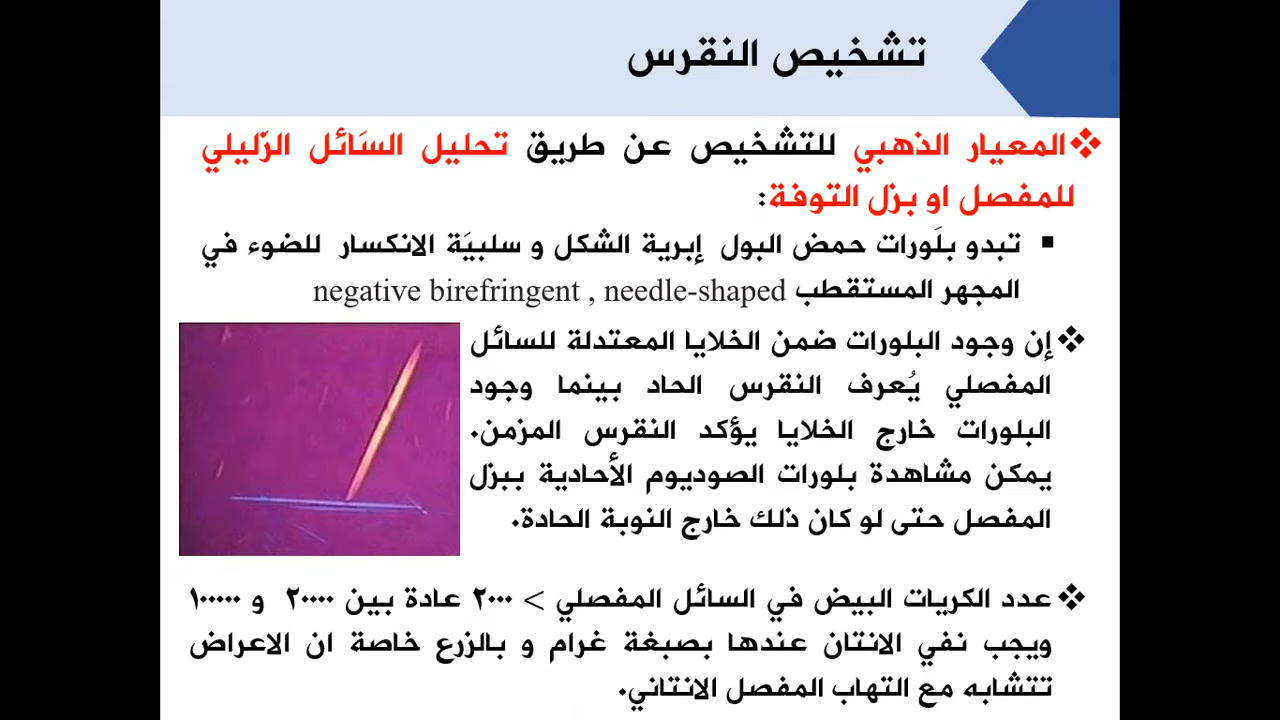 تشخيص النقرس
❖المعيار الذهبي للتشخيص عن طريق تحليل السَائل الزّليلي
للمفصل او بزل التوفة:
▪ تبدو بلَورات حمض البول إبرية الشكل و سلبيَة الانكسار للضوء في
المجهر المستقطب negative birefringent , needle-shaped
❖إن وجود البلورات ضمن الخلايا المعتدلة للسائل
المفصلي يُعرف النقرس الحاد بينما وجود
البلورات خارج الخلايا يؤكد النقرس المزمن.
يمكن مشاهدة بلورات الصوديوم الأحادية ببزل
المفصل حتى لو كان ذلك خارج النوبة الحادة.
❖عدد الكريات البيض في السائل المفصلي > ٢٠٠٠ عادة بين ٢٠٠٠٠ و ١٠٠٠٠٠
ويجب نفي الانتان عندها بصبغة غرام و بالزرع خاصة ان الاعراض
تتشابه مع التهاب المفصل الانتاني.